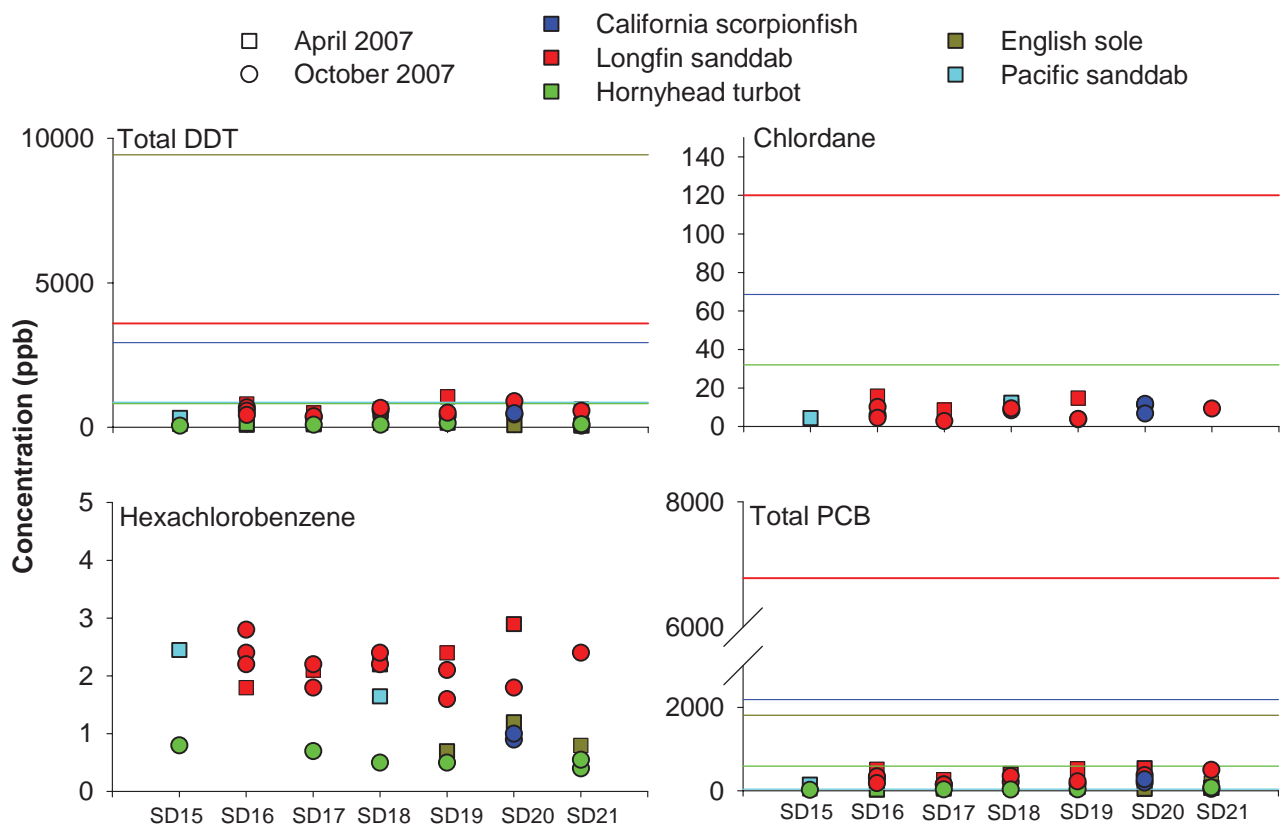 April 2007
October 2007
California scorpionfish
Longfin sanddab
Hornyhead turbot
English sole
Pacific sanddab
Concentration (ppb)
Total DDT
10000
5000
0
Chlordane
140
120
100
80
60
40
20
0
Hexachlorobenzene
5
4
3
2
1
0
SD15 SD16 SD17 SD18 SD19 SD20 SD21
Total PCB
8000
6000
2000
0
SD15 SD16 SD17 SD18 SD19 SD20 SD21